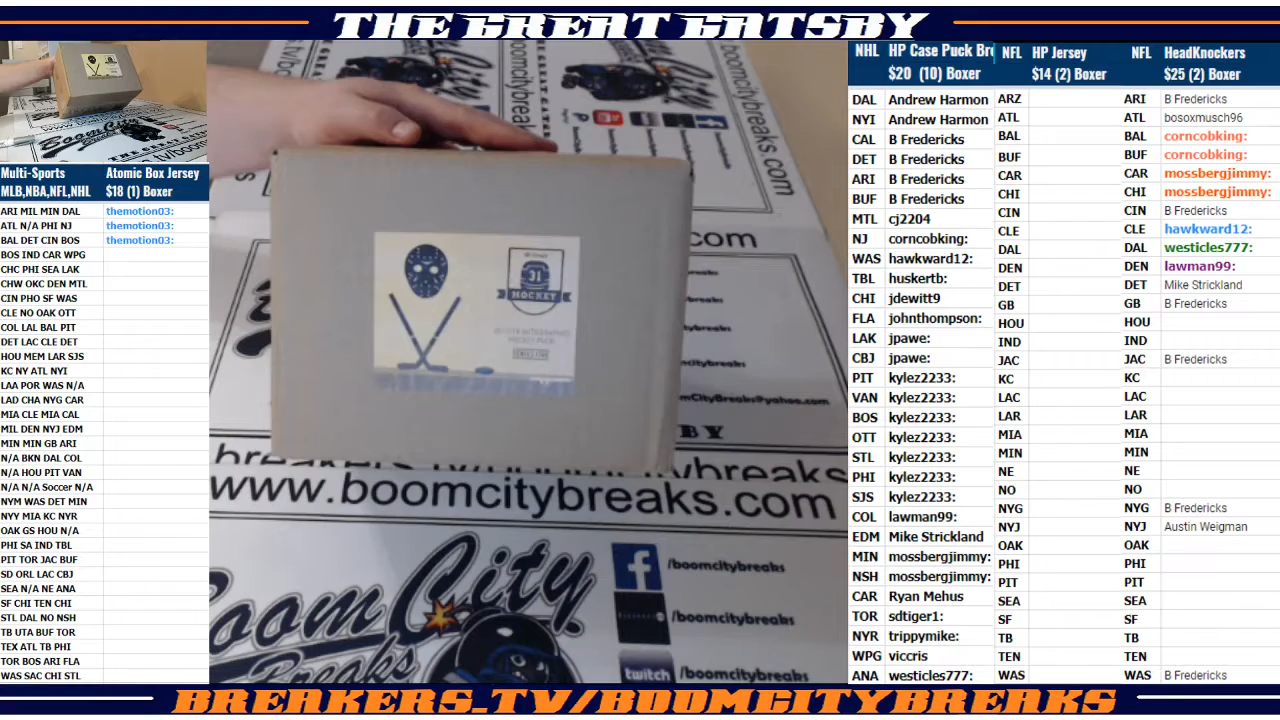 THE GREAT GATSBY
Multi-Sports
MLB,NBA,NFL,NHL
Atomic Box Jersey
$18 (1) Boxer
ARI MIL MIN DAL themotion03:
ATL N/A PHI NJ themotion03:
BAL DET CIN BOS themotion03:
BOS IND CAR WPG
CHC PHI SEA LAK
CHW OKC DEN MTL
CIN PHO SF WAS
CLE NO OAK OTT
COL LAL BAL PIT
DET LAC CLE DET
HOU MEM LAR SJS
KC NY ATL NYI
LAA POR WAS N/A
LAD CHA NYG CAR
MIA CLE MIA CAL
MIL DEN NYJ EDM
MIN MIN GB ARI
N/A BKN DAL COL
N/A HOU PIT VAN
N/A N/A Soccer N/A
NYM WAS DET MIN
NYY MIA KC NYR
OAK GS HOU N/A
PHI SA IND TBL
PIT TOR JAC BUF
SD ORL LAC CBJ
SEA N/A NE ANA
SF CHI TEN CHI
STL DAL NO NSH
TB UTA BUF TOR
TEX ATL TB PHI
TOR BOS ARI FLA
WAS SAC CHI STL
31
HOCKEY
HOCKEY PUCK
www.boomcitybreaks.com
Boom City
Breaks
/boomcitybreaks
/boomcitybreaks
twitch /boomcitybreaks
NHL HP Case Puck Bre
$20 (10) Boxer
DAL Andrew Harmon
NYI Andrew Harmon
CAL B Fredericks
DET B Fredericks
ARI B Fredericks
BUF B Fredericks
MTL cj2204
NJ corncobking:
WAS hawkward12:
TBL huskertb:
CHI jdewitt9
FLA johnthompson:
LAK jpawe:
CBJ jpawe:
PIT kylez2233:
VAN kylez2233:
BOS kylez2233:
OTT kylez2233:
STL kylez2233:
PHI kylez2233:
SJS kylez2233:
COL lawman99:
EDM Mike Strickland
MIN mossbergjimmy:
NSH mossbergjimmy:
CAR Ryan Mehus
TOR sdtiger1:
NYR trippymike:
WPG viccris
ANA westicles777:
NFL HP Jersey
$14 (2) Boxer
ARZ
ATL
BAL
BUF
CAR
CHI
CIN
CLE
DAL
DEN
DET
GB
HOU
IND
JAC
KC
LAC
LAR
MIA
MIN
NE
NO
NYG
NYJ
OAK
PHI
PIT
SEA
SF
TB
TEN
WAS
NFL HeadKnockers
$25 (2) Boxer
ARI B Fredericks
ATL bosoxmusch96
BAL corncobking:
BUF corncobking:
CAR mossbergjimmy:
CHI mossbergjimmy:
CIN B Fredericks
CLE hawkward12:
DAL westicles777:
DEN lawman99:
DET Mike Strickland
GB B Fredericks
HOU
IND
JAC B Fredericks
KC
LAC
LAR
MIA
MIN
NE
NO
NYG B Fredericks
NYJ Austin Weigman
OAK
PHI
PIT
SEA
SF
TB
TEN
WAS B Fredericks
BREAKERS.TV/BOOMCITYBREAKS